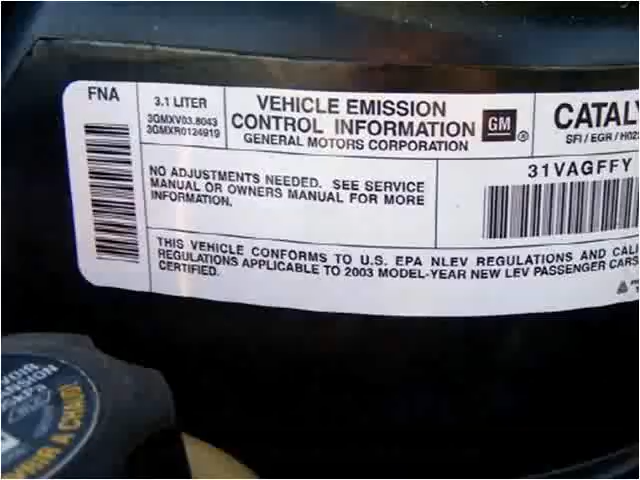 FNA
3.1 LITER
3GMXV03.8043
3GMXR0124919
VEHICLE EMISSION
CONTROL INFORMATION
GENERAL MOTORS CORPORATION
GM
®
CATALY
SFI / EGR / HO2S
NO ADJUSTMENTS NEEDED. SEE SERVICE
MANUAL OR OWNERS MANUAL FOR MORE
INFORMATION.
31VAGFFY
THIS VEHICLE CONFORMS TO U.S. EPA NLEV REGULATIONS AND CALI
REGULATIONS APPLICABLE TO 2003 MODEL-YEAR NEW LEV PASSENGER CARS
CERTIFIED.